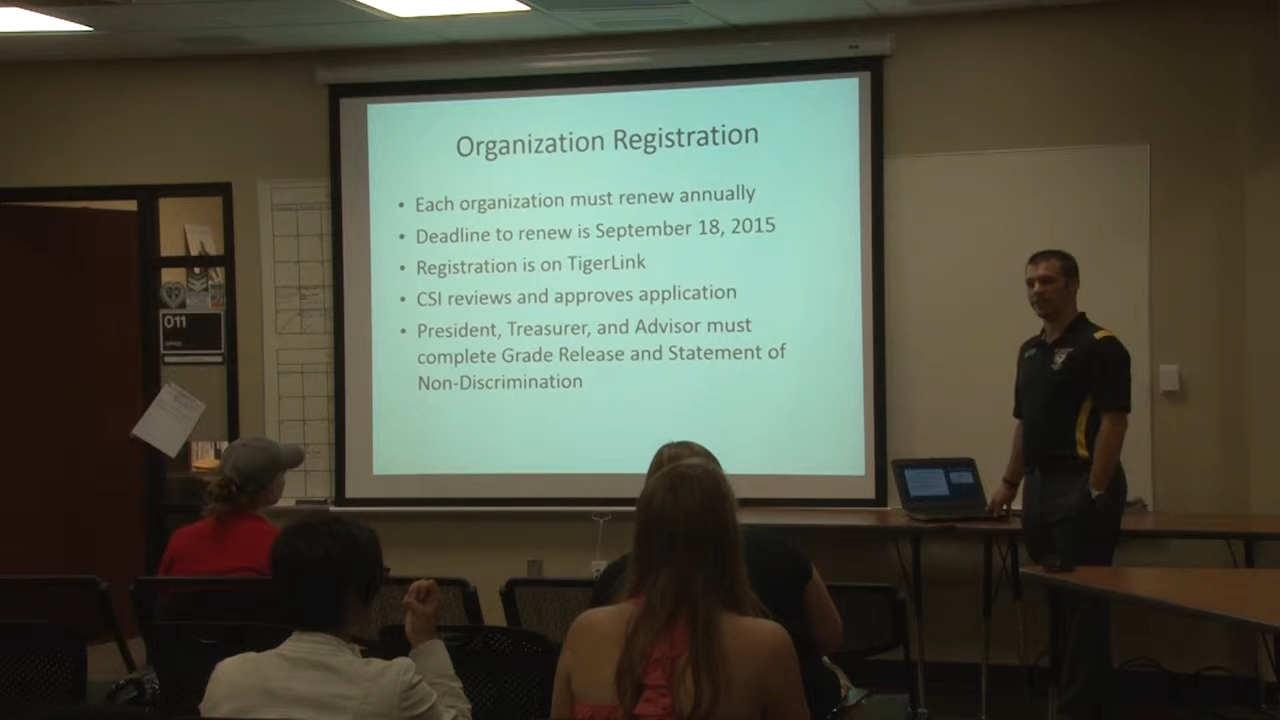 Organization Registration
• Each organization must renew annually
• Deadline to renew is September 18, 2015
• Registration is on TigerLink
• CSI reviews and approves application
• President, Treasurer, and Advisor must
complete Grade Release and Statement of
Non-Discrimination
011